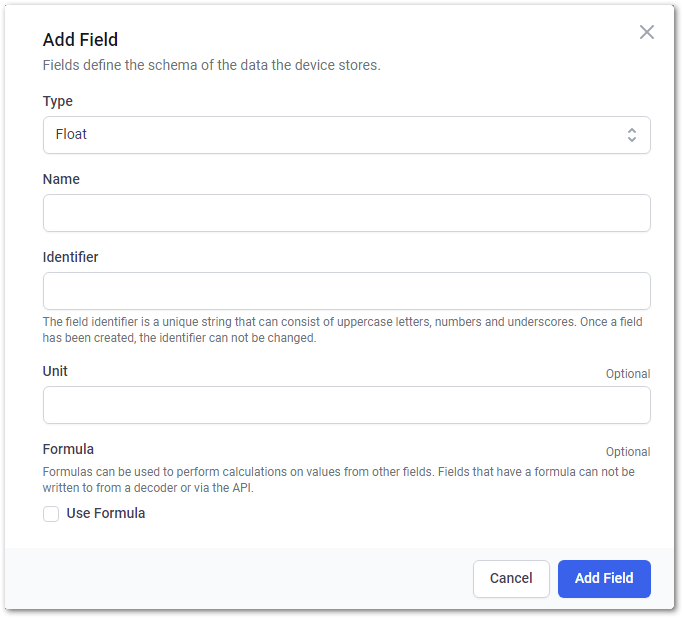 Add Field
Fields define the schema of the data the device stores.
Type
Float
Name
Identifier
The field identifier is a unique string that can consist of uppercase letters, numbers and underscores. Once a field
has been created, the identifier can not be changed.
Unit
Optional
Formula
Optional
Formulas can be used to perform calculations on values from other fields. Fields that have a formula can not be
written to from a decoder or via the API.
Use Formula
Cancel
Add Field